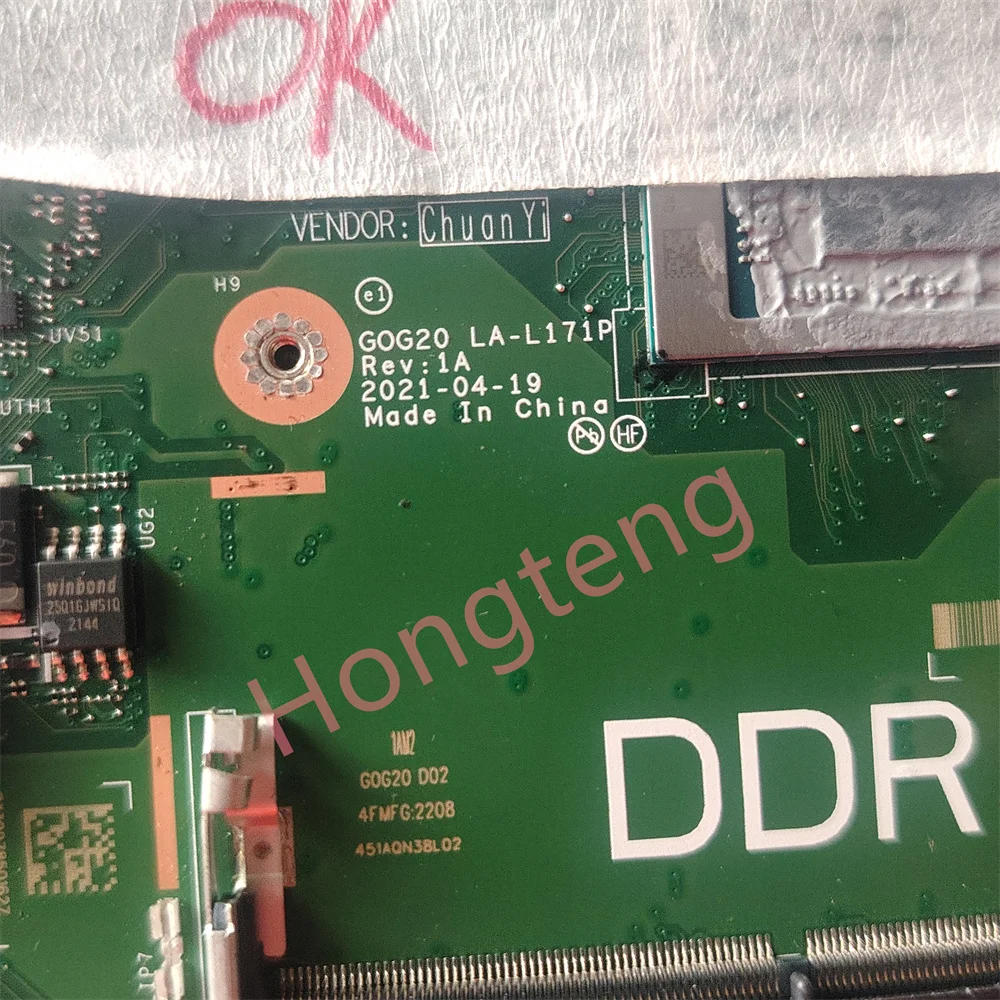 OK
VENDOR: ChuanYi
H9
e1
GOG20 LA-L171P
Rev:1A
2021-04-19
Made In China
Pb HF
UV51
UTH1
UG2
winbond
25Q16JWSIQ
2144
Hongteng
DDR
GOG20 D02
4FMFG:2208
451AQN38L02
JP7